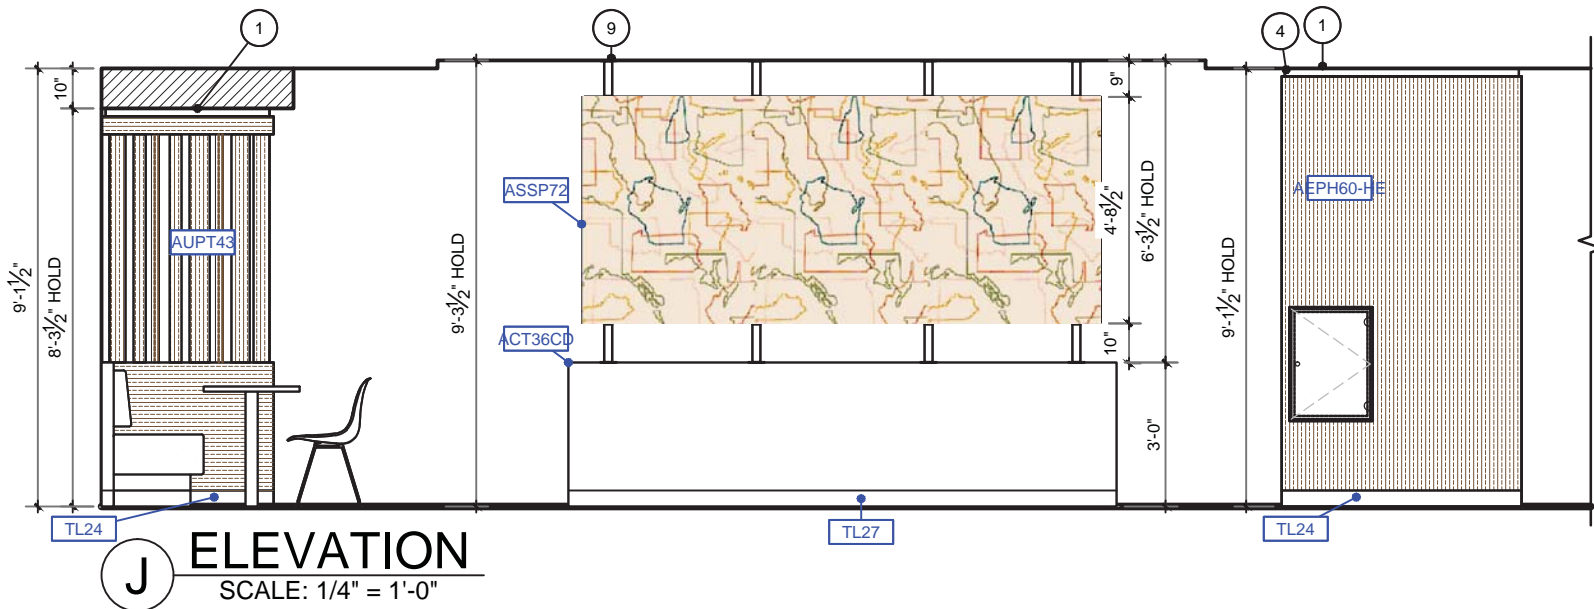 1
9
4
1
10"
9"
9'-1½"
8'-3½" HOLD
9'-3½" HOLD
ASSP72
AUPT43
ACT36CD
4'-8½"
6'-3½" HOLD
10"
3'-0"
9'-1½" HOLD
AEPH60-HE
TL24
TL27
TL24
J
ELEVATION
SCALE: 1/4" = 1'-0"